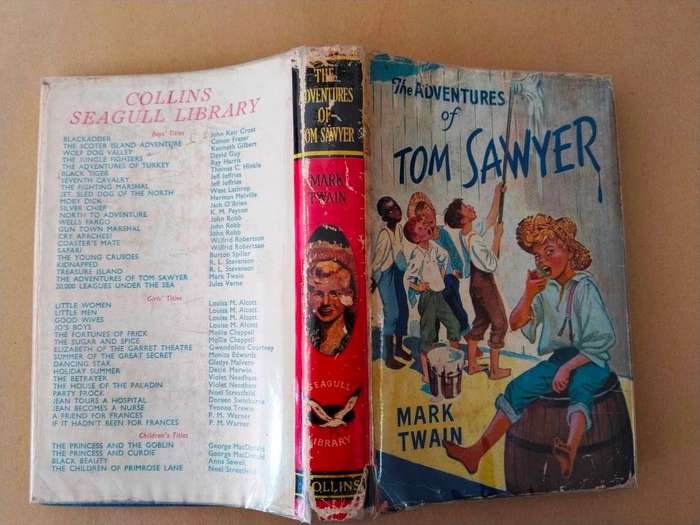 COLLINS
SEAGULL LIBRARY
Boys' Titles
BLACKADDER John Keir Cross
THE SCOTER ISLAND ADVENTURE Conon Fraser
WOLF DOG VALLEY Kenneth Gilbert
THE JUNGLE FIGHTERS David Guy
THE ADVENTURES OF TURKEY Ray Harris
BLACK TIGER Thomas C. Hinkle
SEVENTH CAVALRY Jeff Jeffries
THE FIGHTING MARSHAL Jeff Jeffries
JET, SLED DOG OF THE NORTH West Lathrop
MOBY DICK Herman Melville
SILVER CHIEF Jack O'Brien
NORTH TO ADVENTURE K. M.
WELLS FARGO John Robb
GUN TOWN MARSHAL John Robb
CRY APACHES! John Robb
COASTER'S MATE Wilfrid Robertson
SAFARI Wilfrid Robertson
THE YOUNG CRUSOES Burton Spiller
KIDNAPPED R. L. Stevenson
TREASURE ISLAND R. L. Stevenson
THE ADVENTURES OF TOM SAWYER Mark Twain
20,000 LEAGUES UNDER THE SEA Jules Verne
Girls' Titles
LITTLE WOMEN Louisa M. Alcott
LITTLE MEN Louisa M. Alcott
GOOD WIVES Louisa M. Alcott
JO'S BOYS Louisa M. Alcott
THE FORTUNES OF FRICK Mollie Chappell
THE SUGAR AND SPICE Mollie Chappell
ELIZABETH OF THE GARRET THEATRE Gwendoline Courtney
SUMMER OF THE GREAT SECRET Monica Edwards
DANCING STAR Gladys Malvern
HOLIDAY SUMMER Decie Merwin
THE BETRAYER Violet Needham
THE HOUSE OF THE PALADIN Violet Needham
PARTY FROCK Noel Streatfeild
JEAN TOURS A HOSPITAL Doreen Swinburne
JEAN BECOMES A NURSE Yvonne Trewin
A FRIEND FOR FRANCES P. M. Warner
IF IT HADN'T BEEN FOR FRANCES P. M. Warner
Children's Titles
THE PRINCESS AND THE GOBLIN George MacDonald
THE PRINCESS AND CURDIE George MacDonald
BLACK BEAUTY Anna Sewell
THE CHILDREN OF PRIMROSE LANE Noel Streatfeild
THE
DVENTURES
OF
OM SAWYER
MARK
TWAIN
SEAGULL
LIBRARY
OLLINS
The ADVENTURES
of
TOM SAWYER
MARK
TWAIN